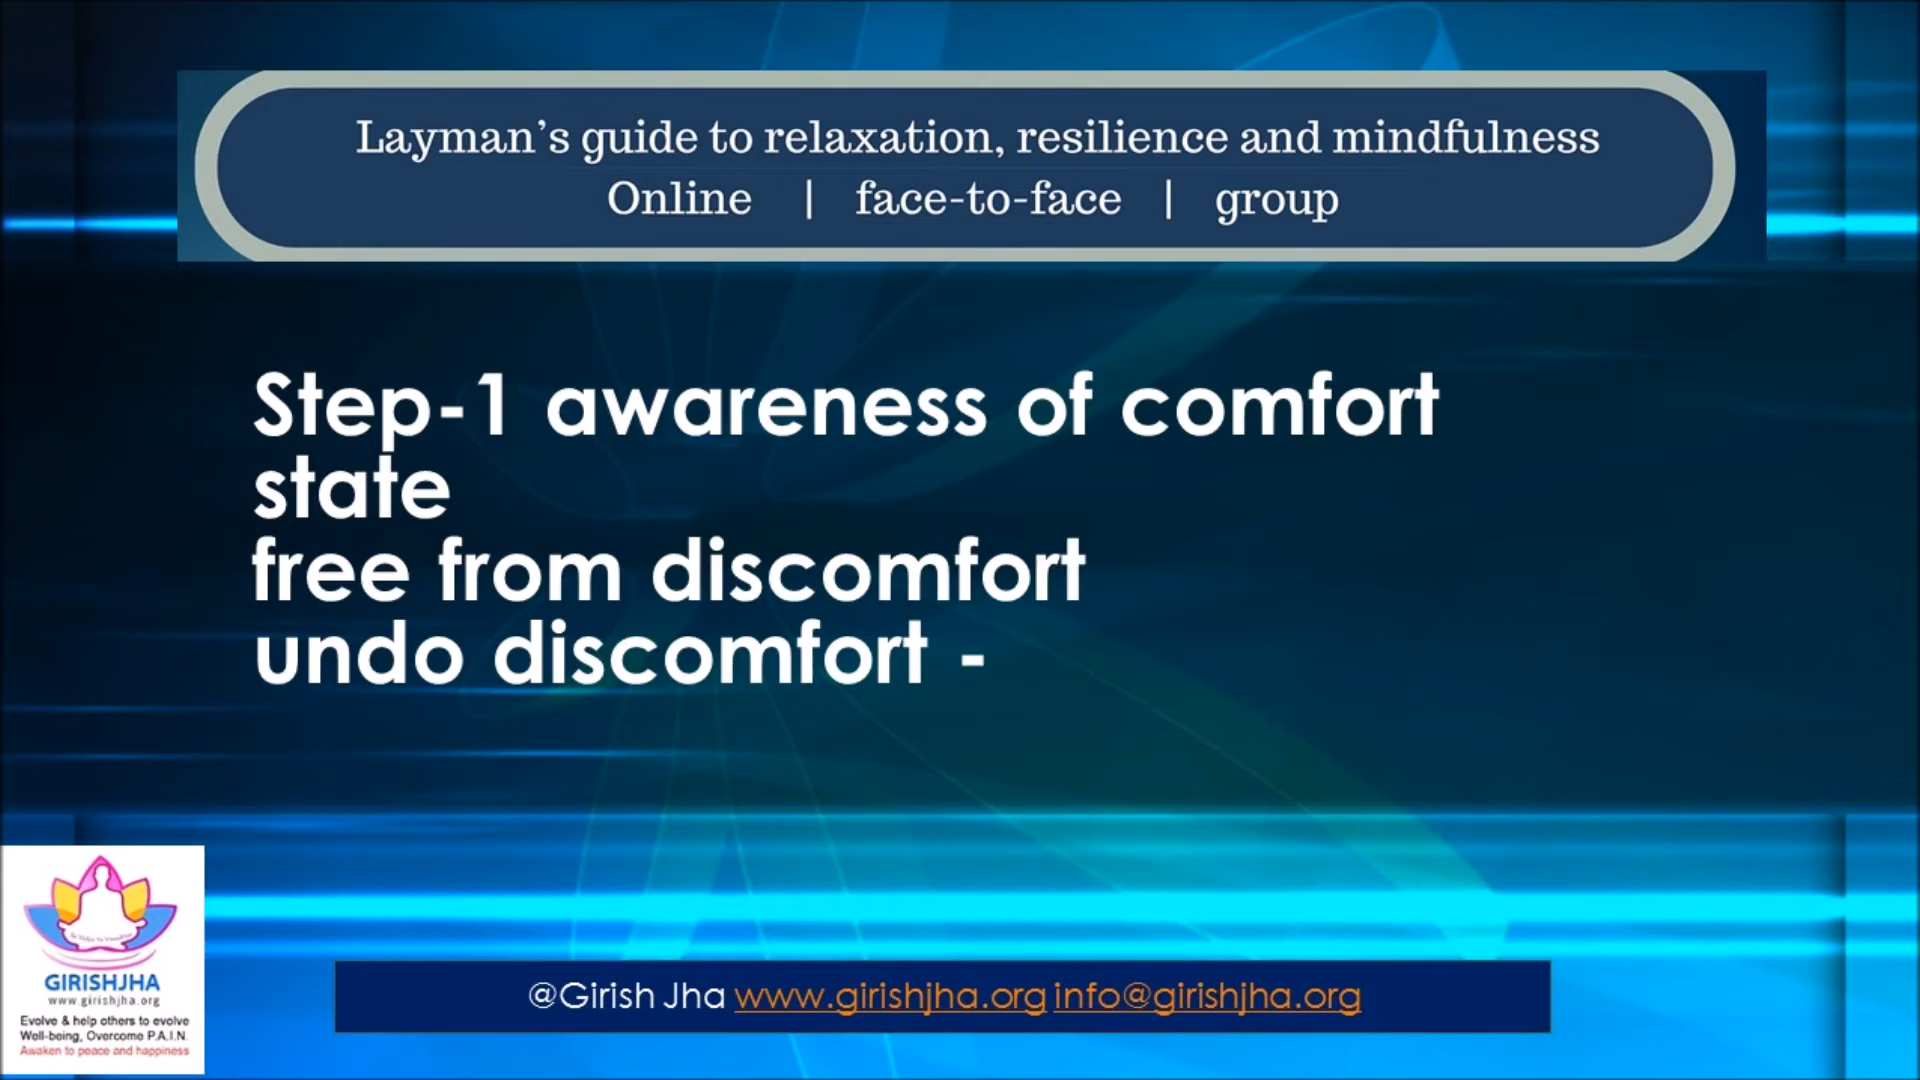 Layman's guide to relaxation, resilience and mindfulness
Online | face-to-face | group
Step-1 awareness of comfort
state
free from discomfort
undo discomfort -
GIRISHJHA
www.girishjha.org
Evolve & help others to evolve
Well-being, Overcome P.A.I.N.
Awaken to peace and happiness
@Girish Jha www.girishjha.org info@girishjha.org